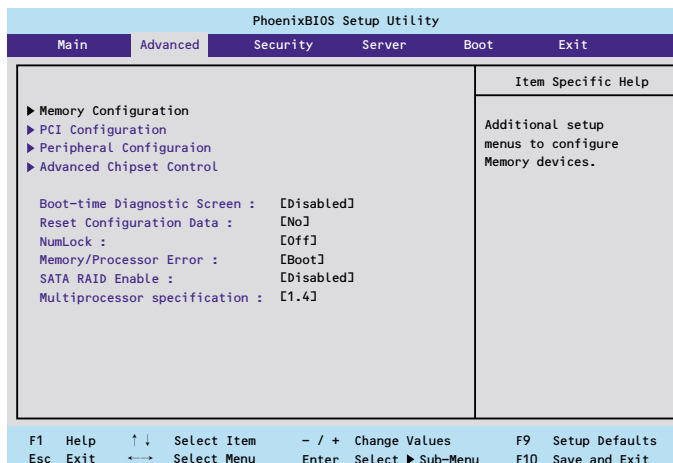 PhoenixBIOS Setup Utility
Main Advanced Security Server Boot Exit
Item Specific Help
▶ Memory Configuration
▶ PCI Configuration
▶ Peripheral Configuraion
▶ Advanced Chipset Control
Additional setup
menus to configure
Memory devices.
Boot-time Diagnostic Screen : [Disabled]
Reset Configuration Data : [No]
NumLock : [Off]
Memory/Processor Error : [Boot]
SATA RAID Enable : [Disabled]
Multiprocessor specification : [1.4]
F1 Help ↑↓ Select Item - / + Change Values F9 Setup Defaults
Esc Exit ←→ Select Menu Enter Select ▶ Sub-Menu F10 Save and Exit